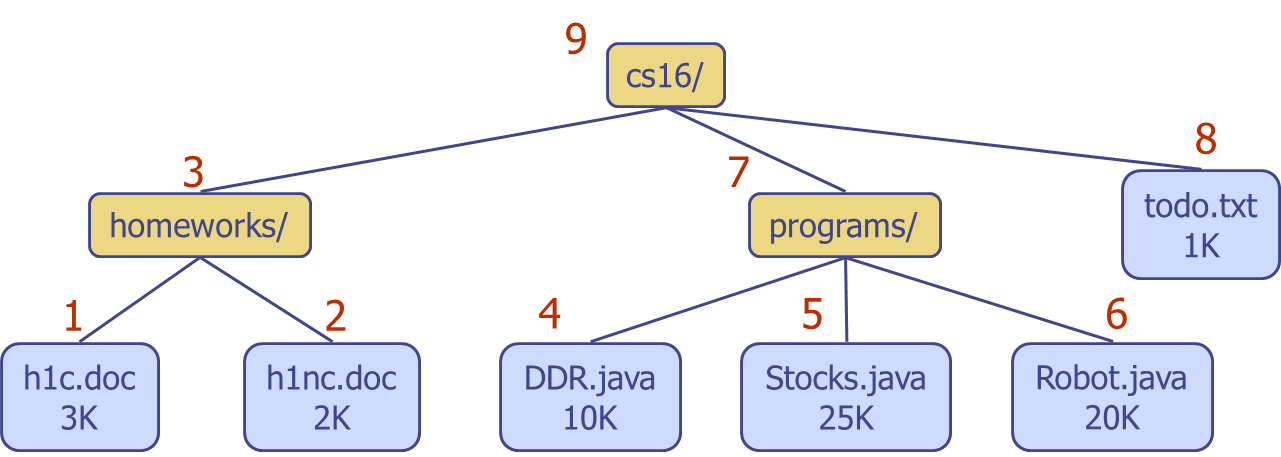 9
cs16/
3
homeworks/
7
programs/
8
todo.txt
1K
1
h1c.doc
3K
2
h1nc.doc
2K
4
DDR.java
10K
5
Stocks.java
25K
6
Robot.java
20K